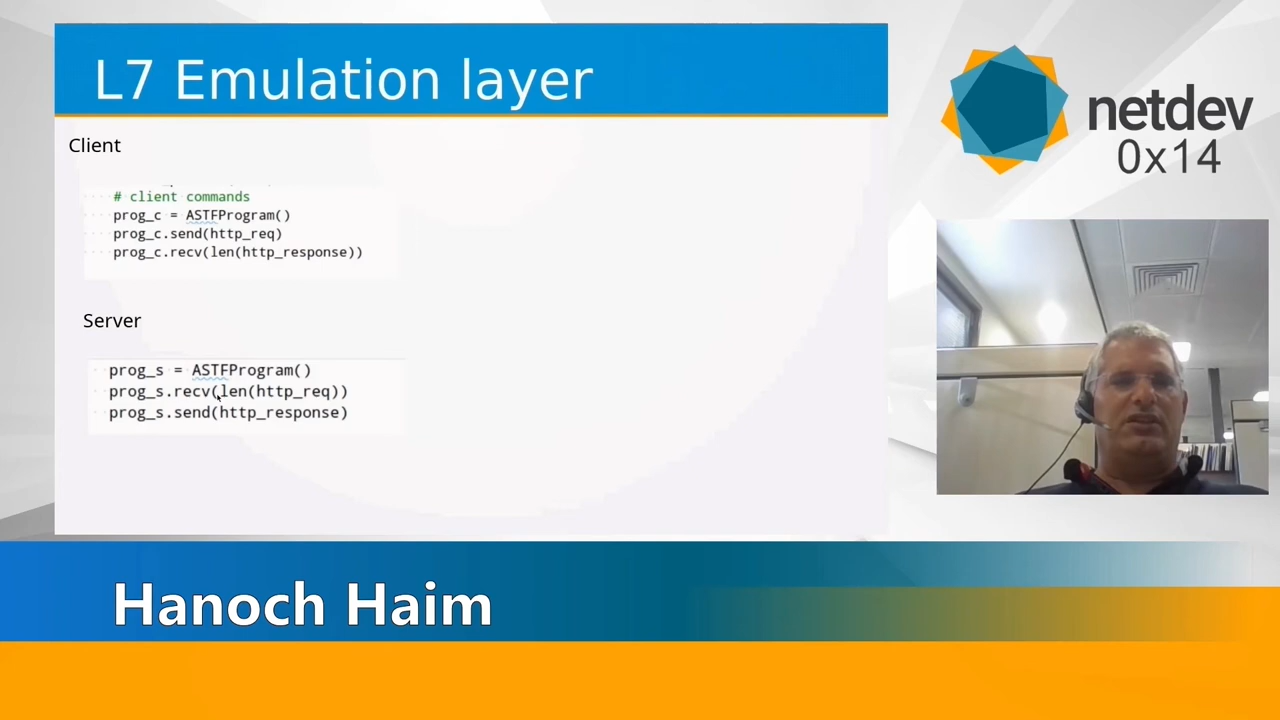 L7 Emulation layer
Client
# client commands
prog_c = ASTFProgram()
prog_c.send(http_req)
prog_c.recv(len(http_response))
Server
prog_s = ASTFProgram()
prog_s.recv(len(http_req))
prog_s.send(http_response)
netdev
0x14
Hanoch Haim